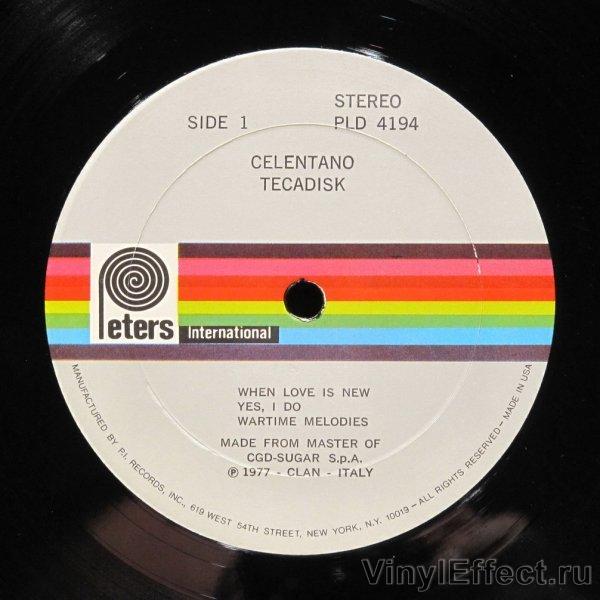 STEREO
SIDE 1 PLD 4194
CELENTANO
TECADISK
Peters
International
WHEN LOVE IS NEW
YES, I DO
WARTIME MELODIES
MADE FROM MASTER OF
CGD-SUGAR S.p.A.
℗ 1977 - CLAN - ITALY
MANUFACTURED BY P.I. RECORDS, INC., 619 WEST 54TH STREET, NEW YORK, N.Y. 10019 – ALL RIGHTS RESERVED – MADE IN USA
VinylEffect.ru